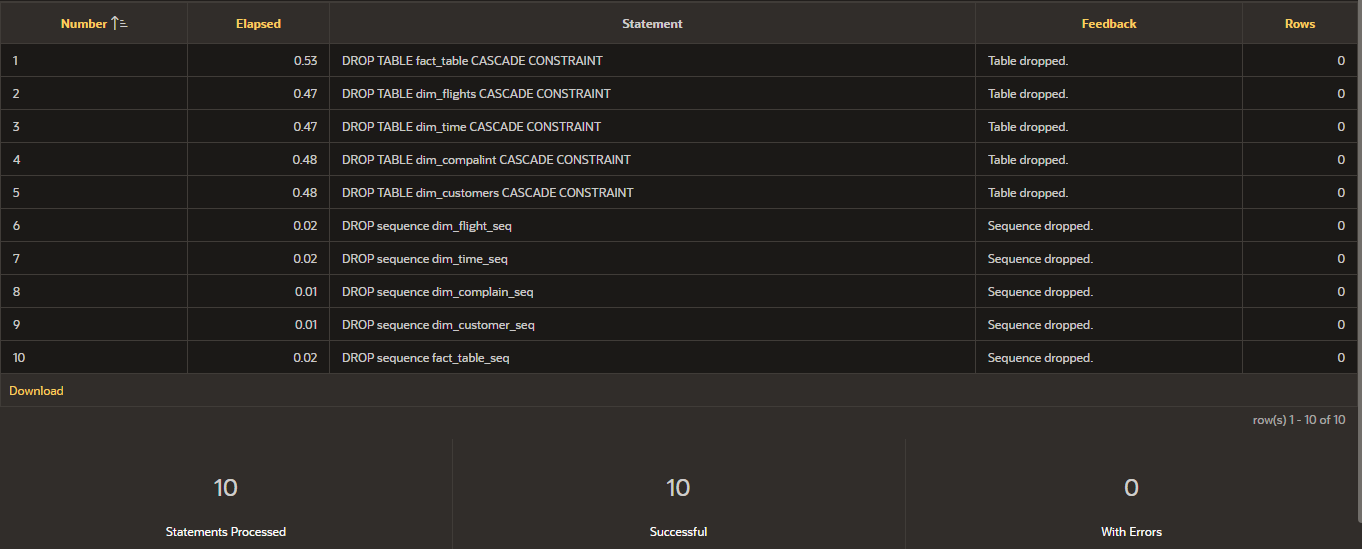 Number Elapsed Statement Feedback Rows
1 0.53 DROP TABLE fact_table CASCADE CONSTRAINT Table dropped. 0
2 0.47 DROP TABLE dim_flights CASCADE CONSTRAINT Table dropped. 0
3 0.47 DROP TABLE dim_time CASCADE CONSTRAINT Table dropped. 0
4 0.48 DROP TABLE dim_compalint CASCADE CONSTRAINT Table dropped. 0
5 0.48 DROP TABLE dim_customers CASCADE CONSTRAINT Table dropped. 0
6 0.02 DROP sequence dim_flight_seq Sequence dropped. 0
7 0.02 DROP sequence dim_time_seq Sequence dropped. 0
8 0.01 DROP sequence dim_complain_seq Sequence dropped. 0
9 0.01 DROP sequence dim_customer_seq Sequence dropped. 0
10 0.02 DROP sequence fact_table_seq Sequence dropped. 0
Download
row(s) 1 - 10 of 10
10 10 0
Statements Processed Successful With Errors